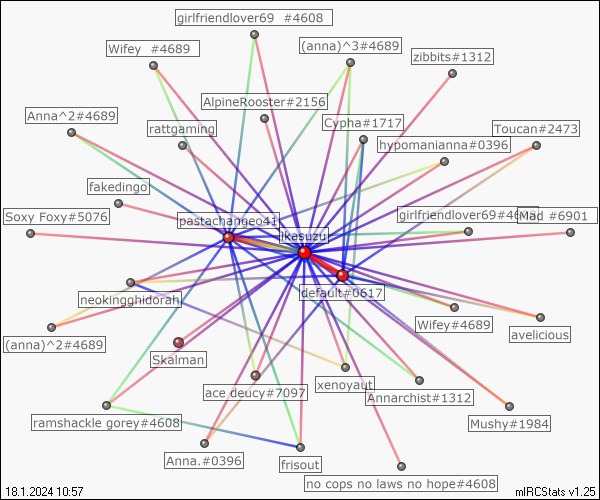 girlfriendlover69 #4608
Wifey #4689
(anna)^3#4689
zibbits#1312
AlpineRooster#2156
Anna^2#4689
rattgaming
Cypha#1717
Toucan#2473
hypomanianna#0396
fakedingo
Soxy Foxy#5076
pastachangeo41
girlfriendlover69#4
Mad #6901
ikesuzu
default#0617
neokingghidorah
Wifey#4689
avelicious
(anna)^2#4689
Skalman
xenoyaut
ace deucy#7097
Annarchist#1312
ramshackle gorey#4608
Mushy#1984
Anna.#0396
frisout
no cops no laws no hope#4608
18.1.2024 10:57
mIRCStats v1.25